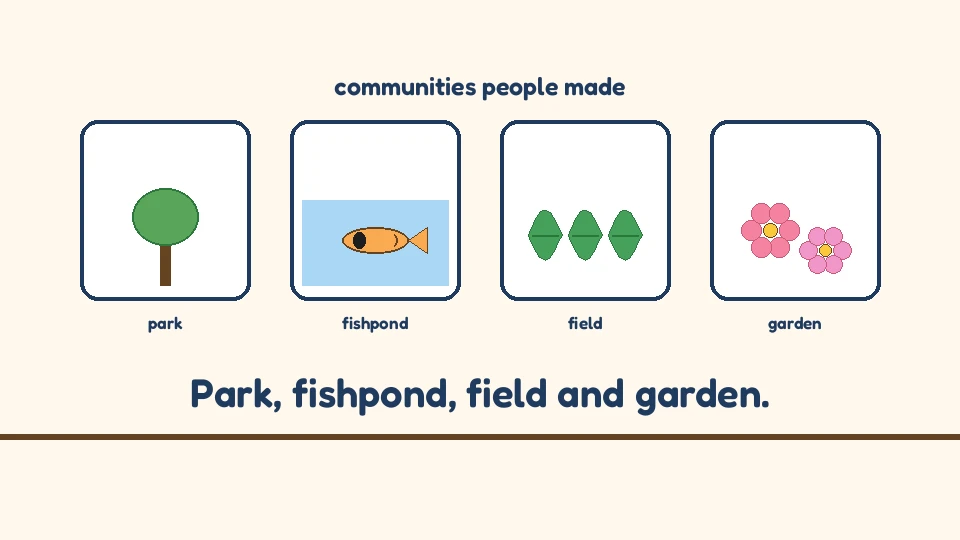 communities people made
park
fishpond
field
garden
Park, fishpond, field and garden.